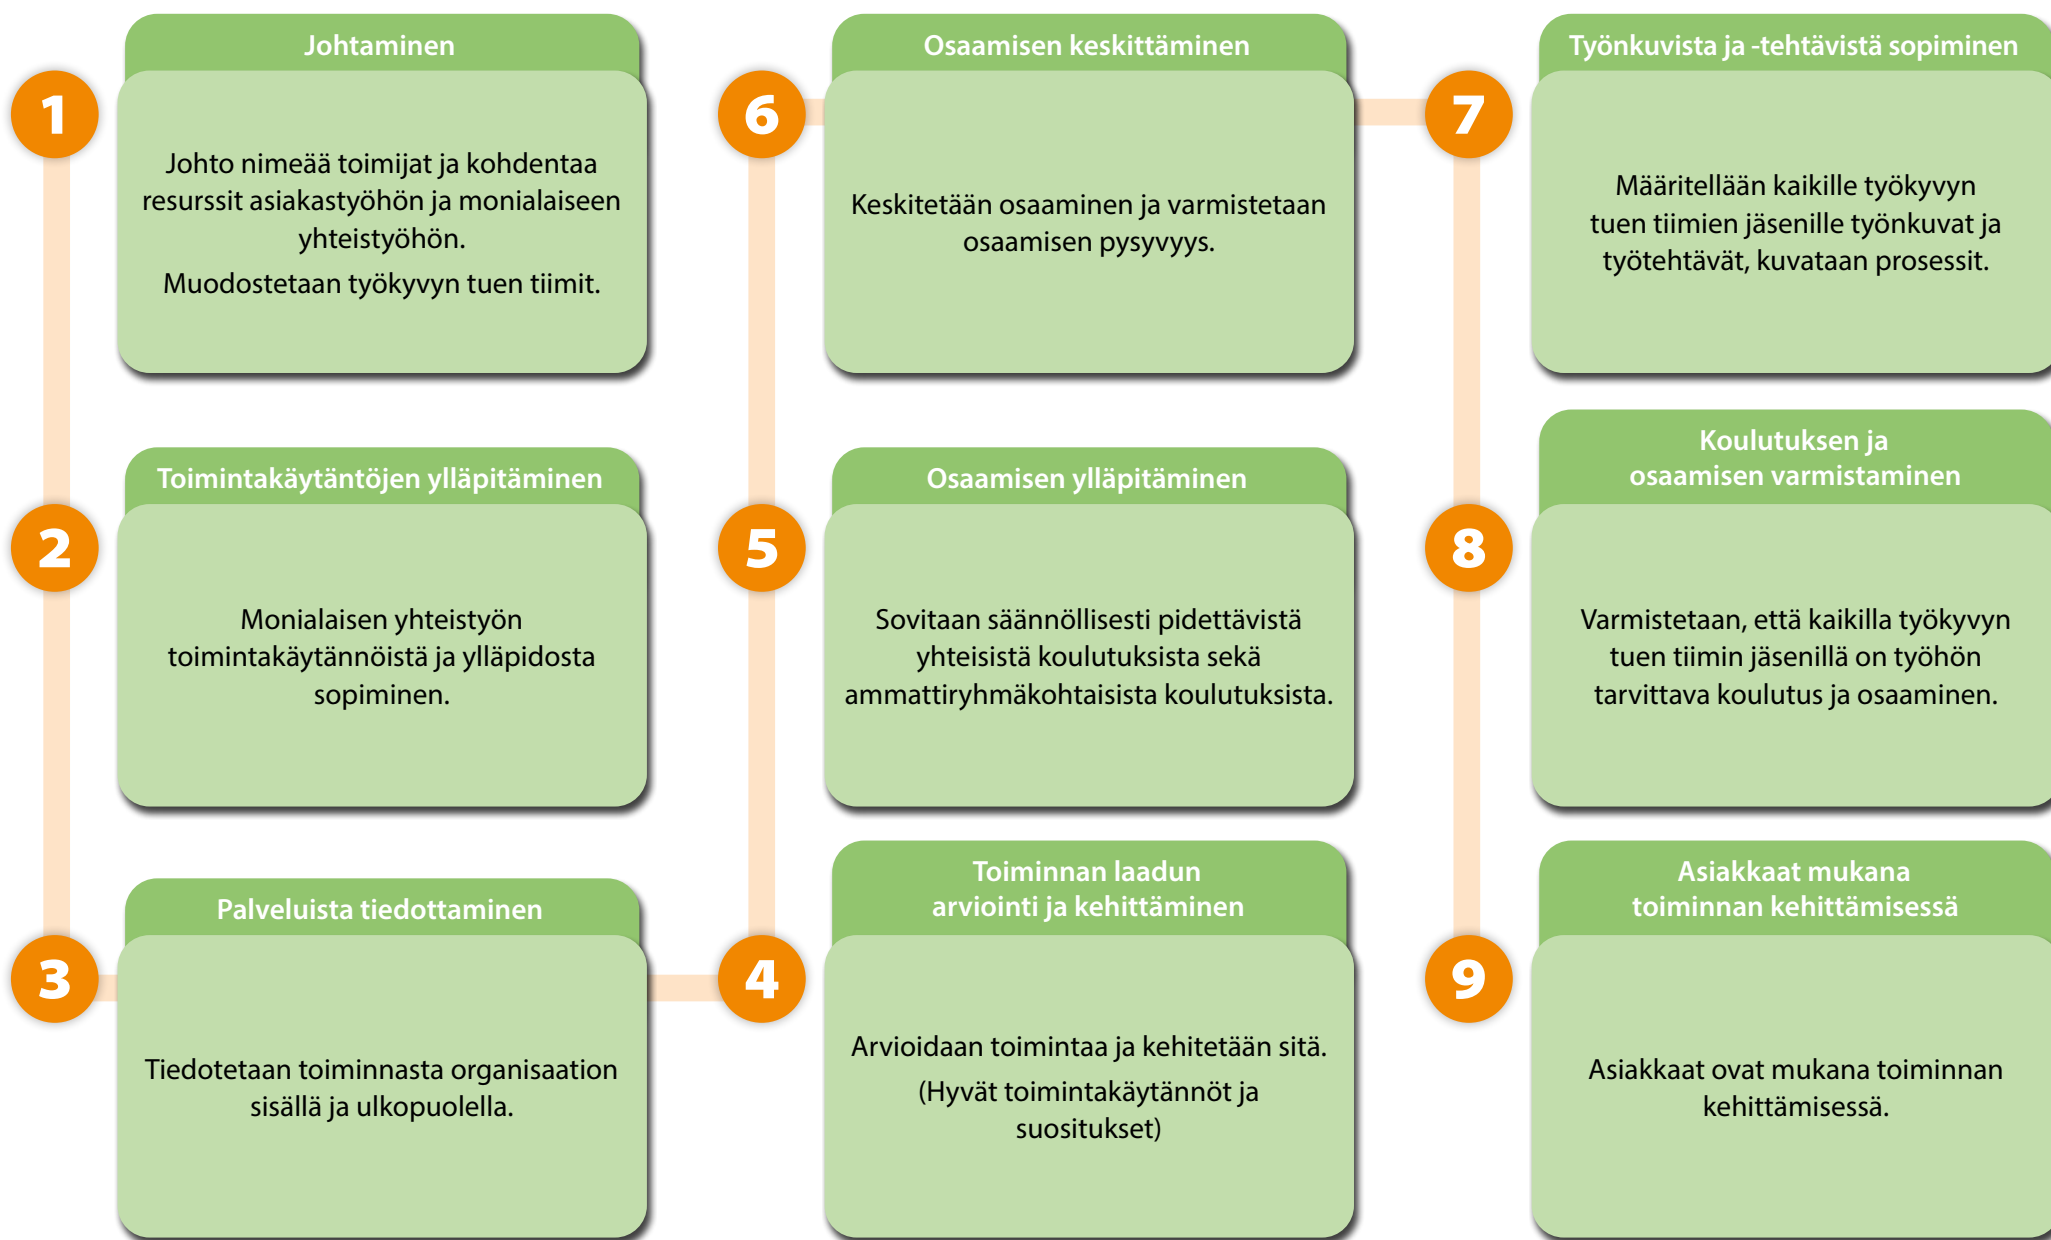 1
Johtaminen
Johto nimeää toimijat ja kohdentaa
resurssit asiakastyöhön ja monialaiseen
yhteistyöhön.
Muodostetaan työkyvyn tuen tiimit.
2
Toimintakäytäntöjen ylläpitäminen
Monialaisen yhteistyön
toimintakäytännöistä ja ylläpidosta
sopiminen.
3
Palveluista tiedottaminen
Tiedotetaan toiminnasta organisaation
sisällä ja ulkopuolella.
4
Toiminnan laadun
arviointi ja kehittäminen
Arvioidaan toimintaa ja kehitetään sitä.
(Hyvät toimintakäytännöt ja
suositukset)
5
Osaamisen ylläpitäminen
Sovitaan säännöllisesti pidettävistä
yhteisistä koulutuksista sekä
ammattiryhmäkohtaisista koulutuksista.
6
Osaamisen keskittäminen
Keskitetään osaaminen ja varmistetaan
osaamisen pysyvyys.
7
Työnkuvista ja -tehtävistä sopiminen
Määritellään kaikille työkyvyn
tuen tiimien jäsenille työnkuvat ja
työtehtävät, kuvataan prosessit.
8
Koulutuksen ja
osaamisen varmistaminen
Varmistetaan, että kaikilla työkyvyn
tuen tiimin jäsenillä on työhön
tarvittava koulutus ja osaaminen.
9
Asiakkaat mukana
toiminnan kehittämisessä
Asiakkaat ovat mukana toiminnan
kehittämisessä.